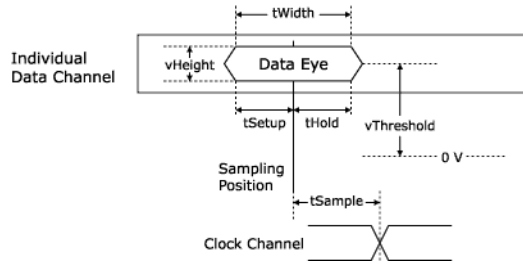 tWidth
Individual
Data Channel
vHeight
Data Eye
tSetup
tHold
vThreshold
0 V
Sampling
Position
tSample
Clock Channel